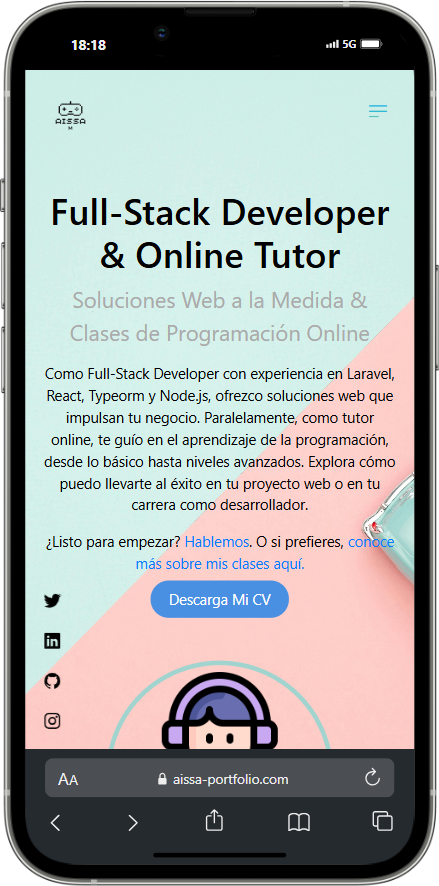 18:18
5G
AISSA
M
Full-Stack Developer
& Online Tutor
Soluciones Web a la Medida &
Clases de Programación Online
Como Full-Stack Developer con experiencia en Laravel,
React, Typeorm y Node.js, ofrezco soluciones web que
impulsan tu negocio. Paralelamente, como tutor
online, te guío en el aprendizaje de la programación,
desde lo básico hasta niveles avanzados. Explora cómo
puedo llevarte al éxito en tu proyecto web o en tu
carrera como desarrollador.
¿Listo para empezar? Hablemos. O si prefieres, conoce
más sobre mis clases aquí.
Descarga Mi CV
AA
aissa-portfolio.com